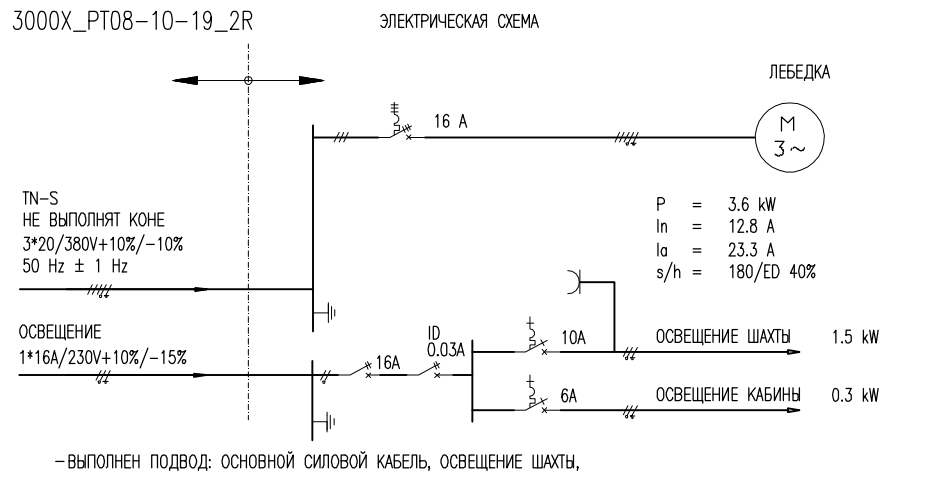 3000X_PT08-10-19_2R
ЭЛЕКТРИЧЕСКАЯ СХЕМА
ЛЕБЕДКА
16 A
M
3~
TN-S
НЕ ВЫПОЛНЯТ КОНЕ
3*20/380V+10%/-10%
50 Hz ± 1 Hz
P = 3.6 kW
In = 12.8 A
Ia = 23.3 A
s/h = 180/ED 40%
ОСВЕЩЕНИЕ
1*16A/230V+10%/-15%
16A
ID
0.03A
10A
ОСВЕЩЕНИЕ ШАХТЫ 1.5 kW
6A
ОСВЕЩЕНИЕ КАБИНЫ 0.3 kW
-ВЫПОЛНЕН ПОДВОД: ОСНОВНОЙ СИЛОВОЙ КАБЕЛЬ, ОСВЕЩЕНИЕ ШАХТЫ,